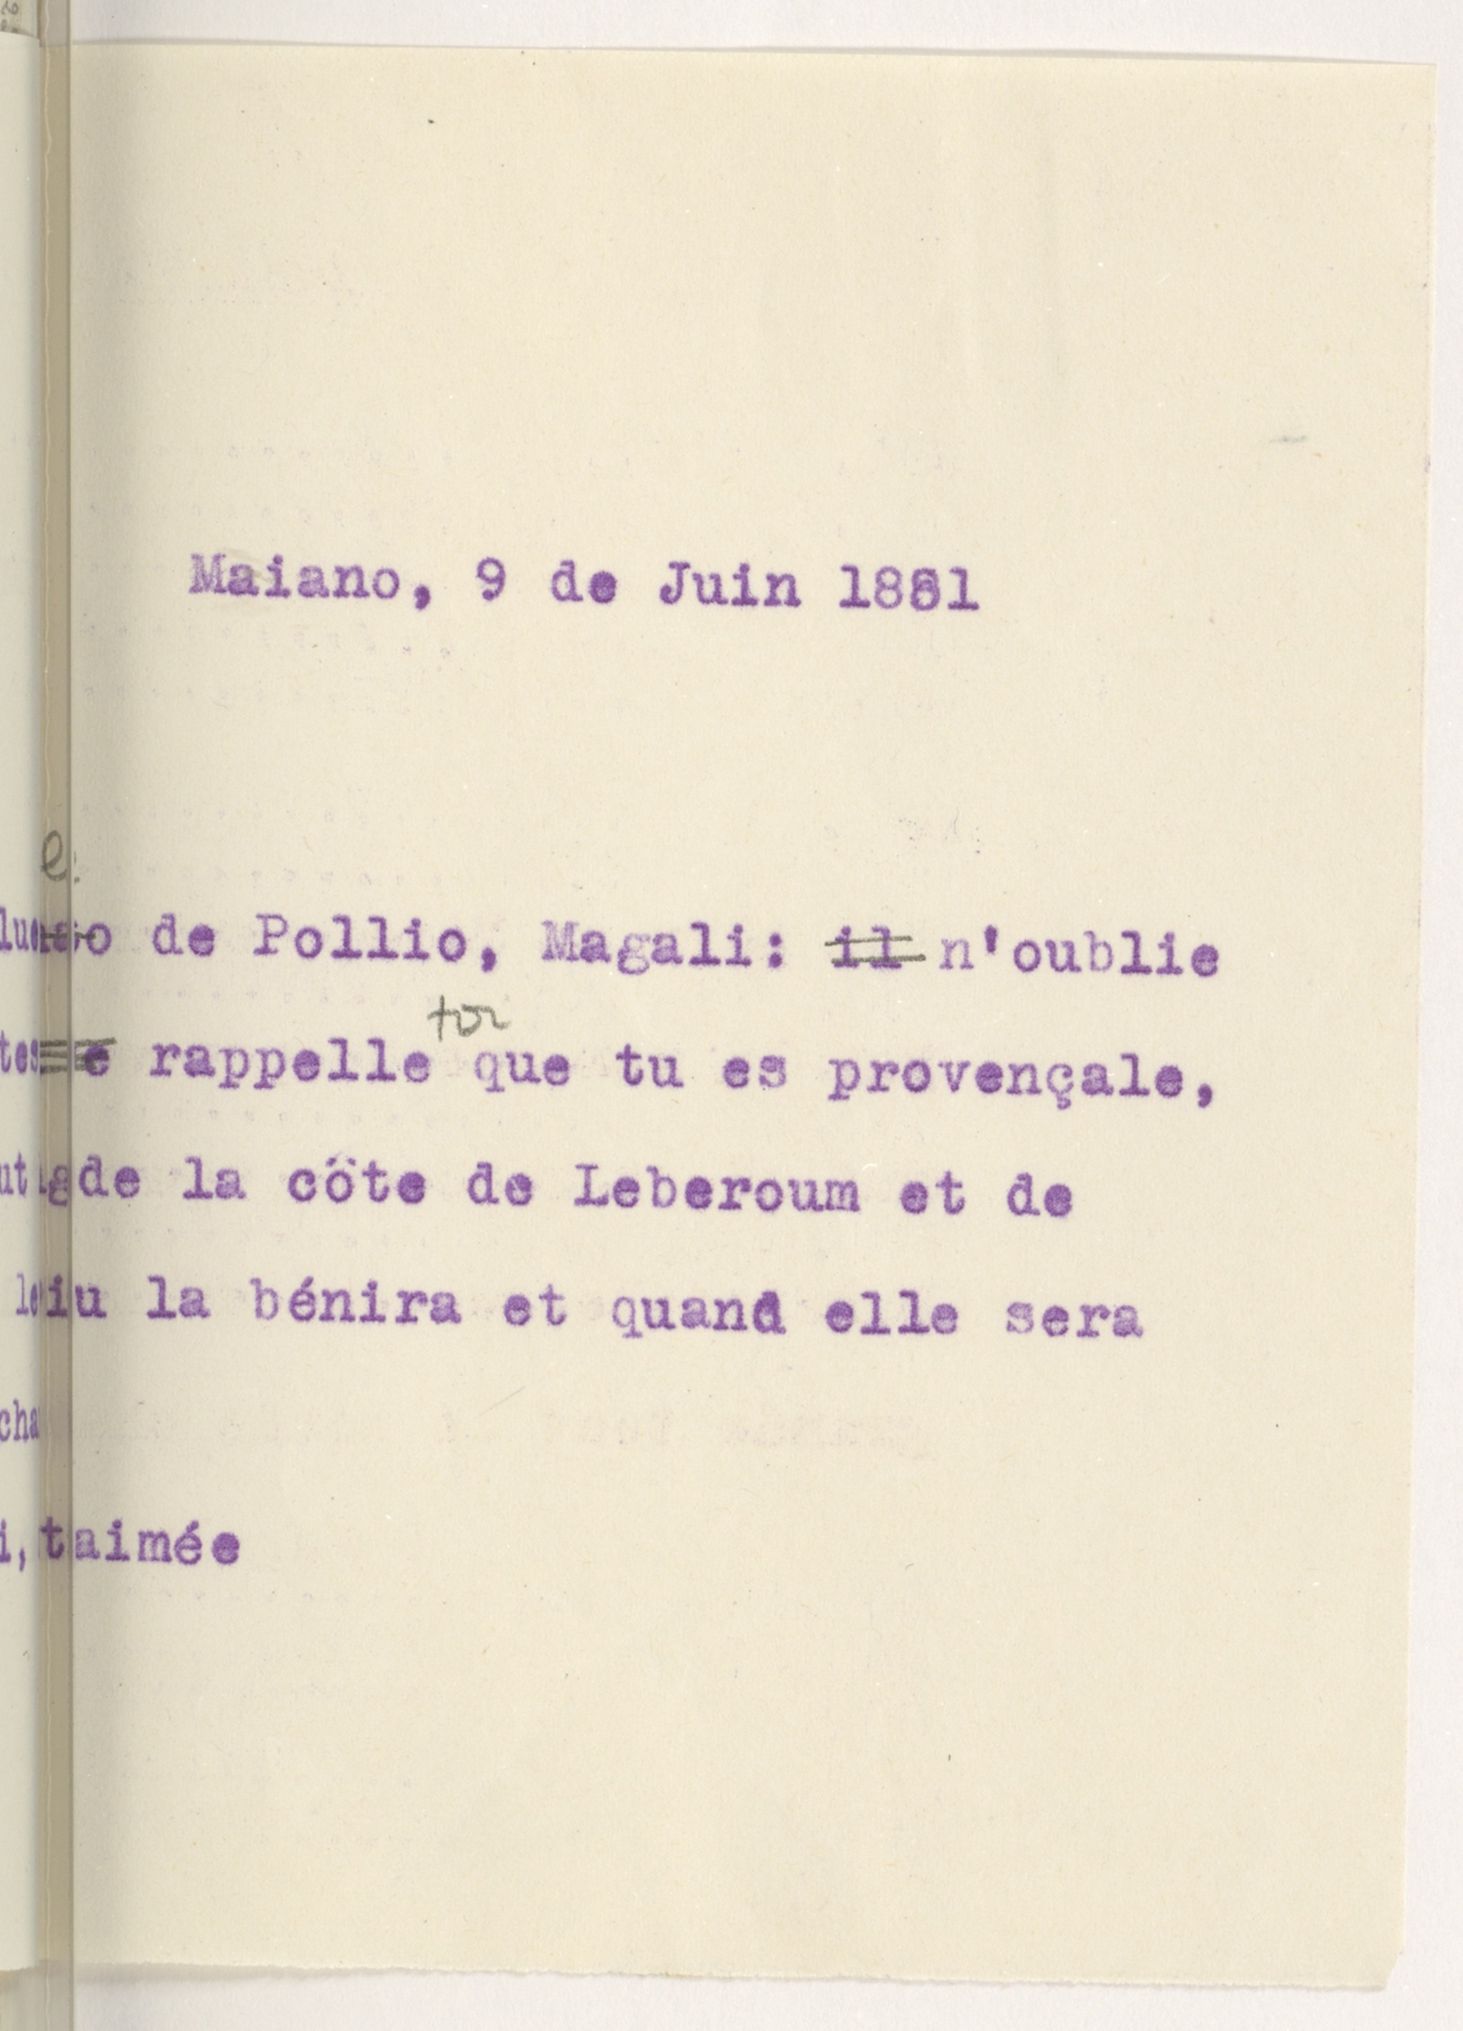 Maiano, 9 de Juin 1881
de Pollio, Magali: il n'oublie
toi
rappelle que tu es provençale,
de la cöte de Leberoum et de
la bénira et quand elle sera
aimée